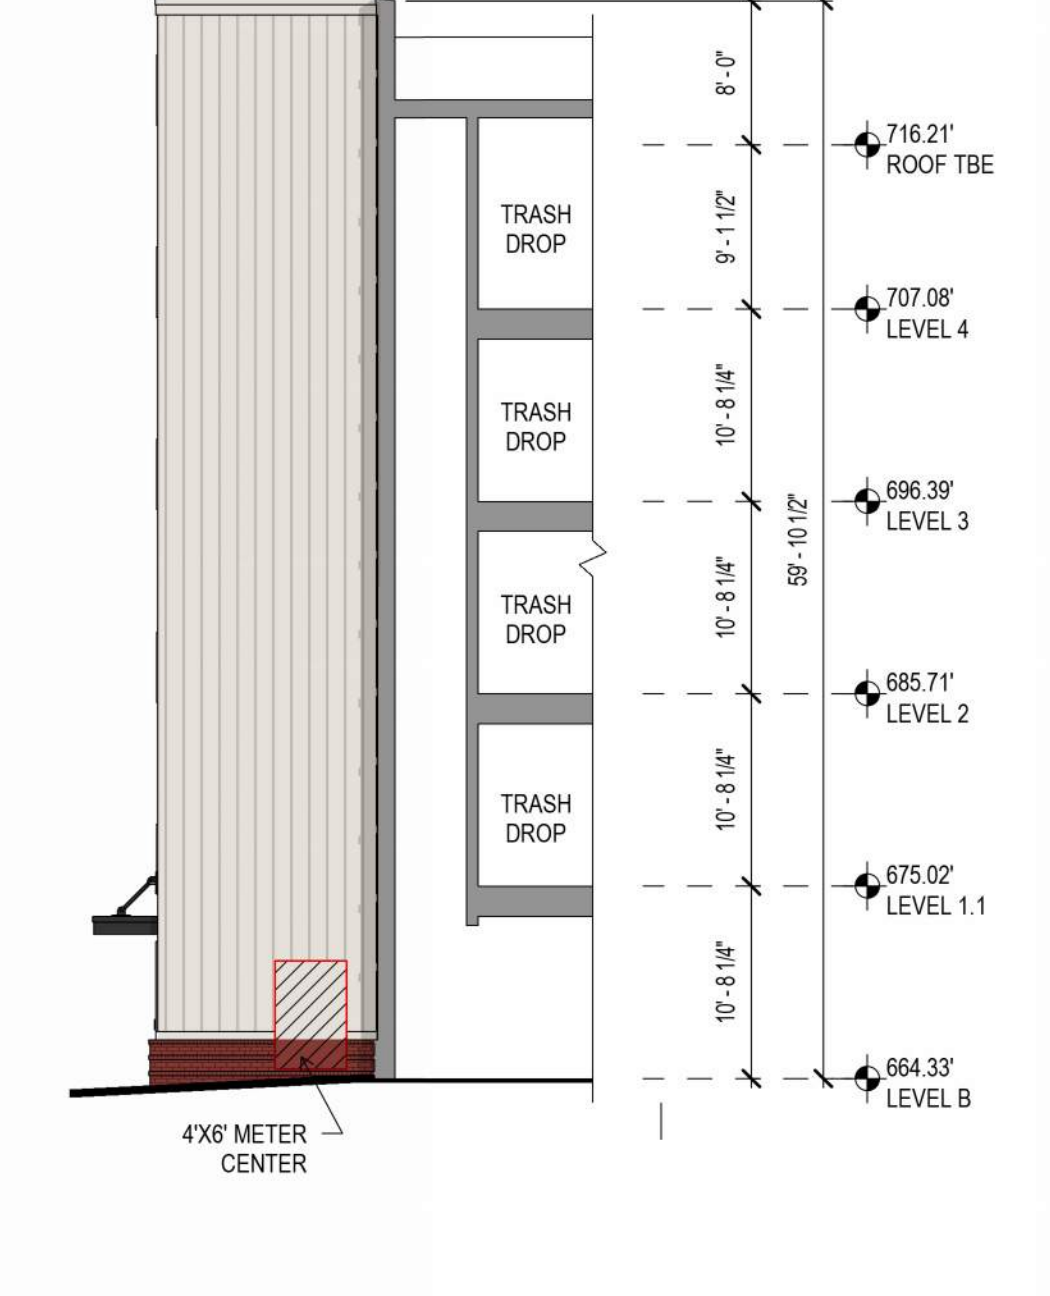 8' - 0"
716.21'
ROOF TBE
9' - 1 1/2"
TRASH
DROP
707.08'
LEVEL 4
10' - 8 1/4"
TRASH
DROP
696.39'
LEVEL 3
59' - 10 1/2"
10' - 8 1/4"
TRASH
DROP
685.71'
LEVEL 2
10' - 8 1/4"
TRASH
DROP
675.02'
LEVEL 1.1
10' - 8 1/4"
664.33'
LEVEL B
4'X6' METER
CENTER